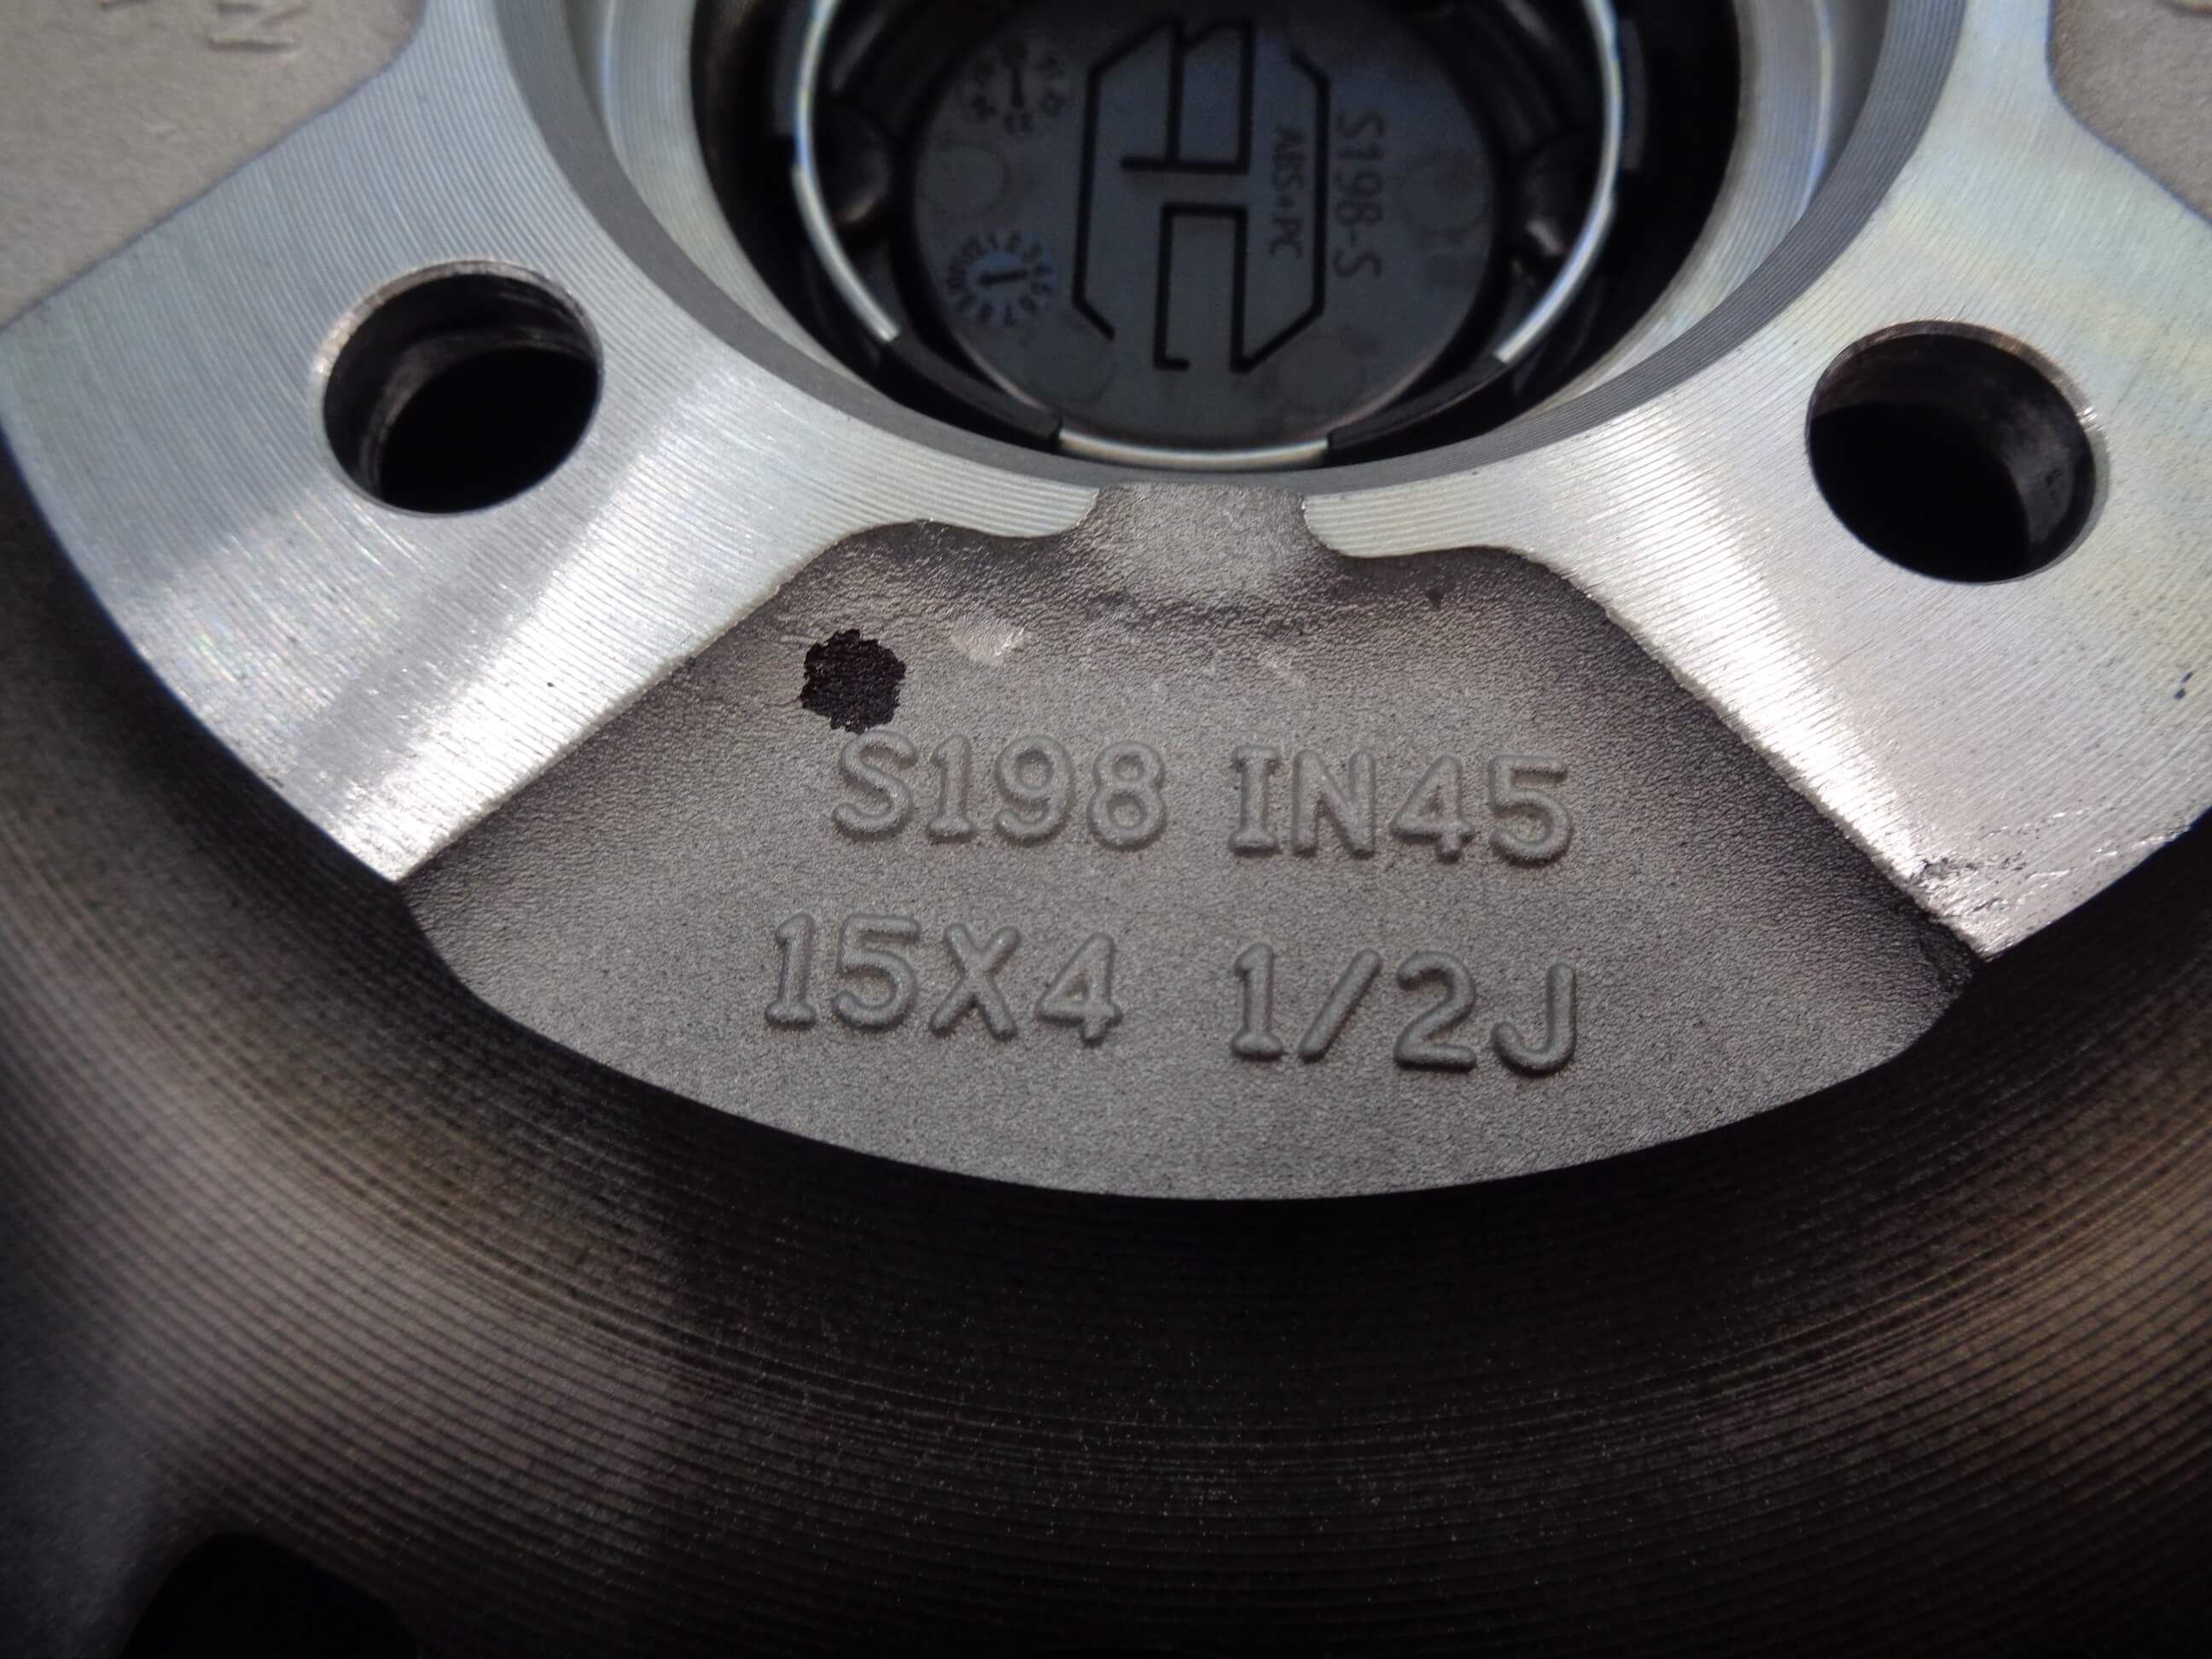 S198-S
ABS+PC
S198 IN45
15X4 1/2J